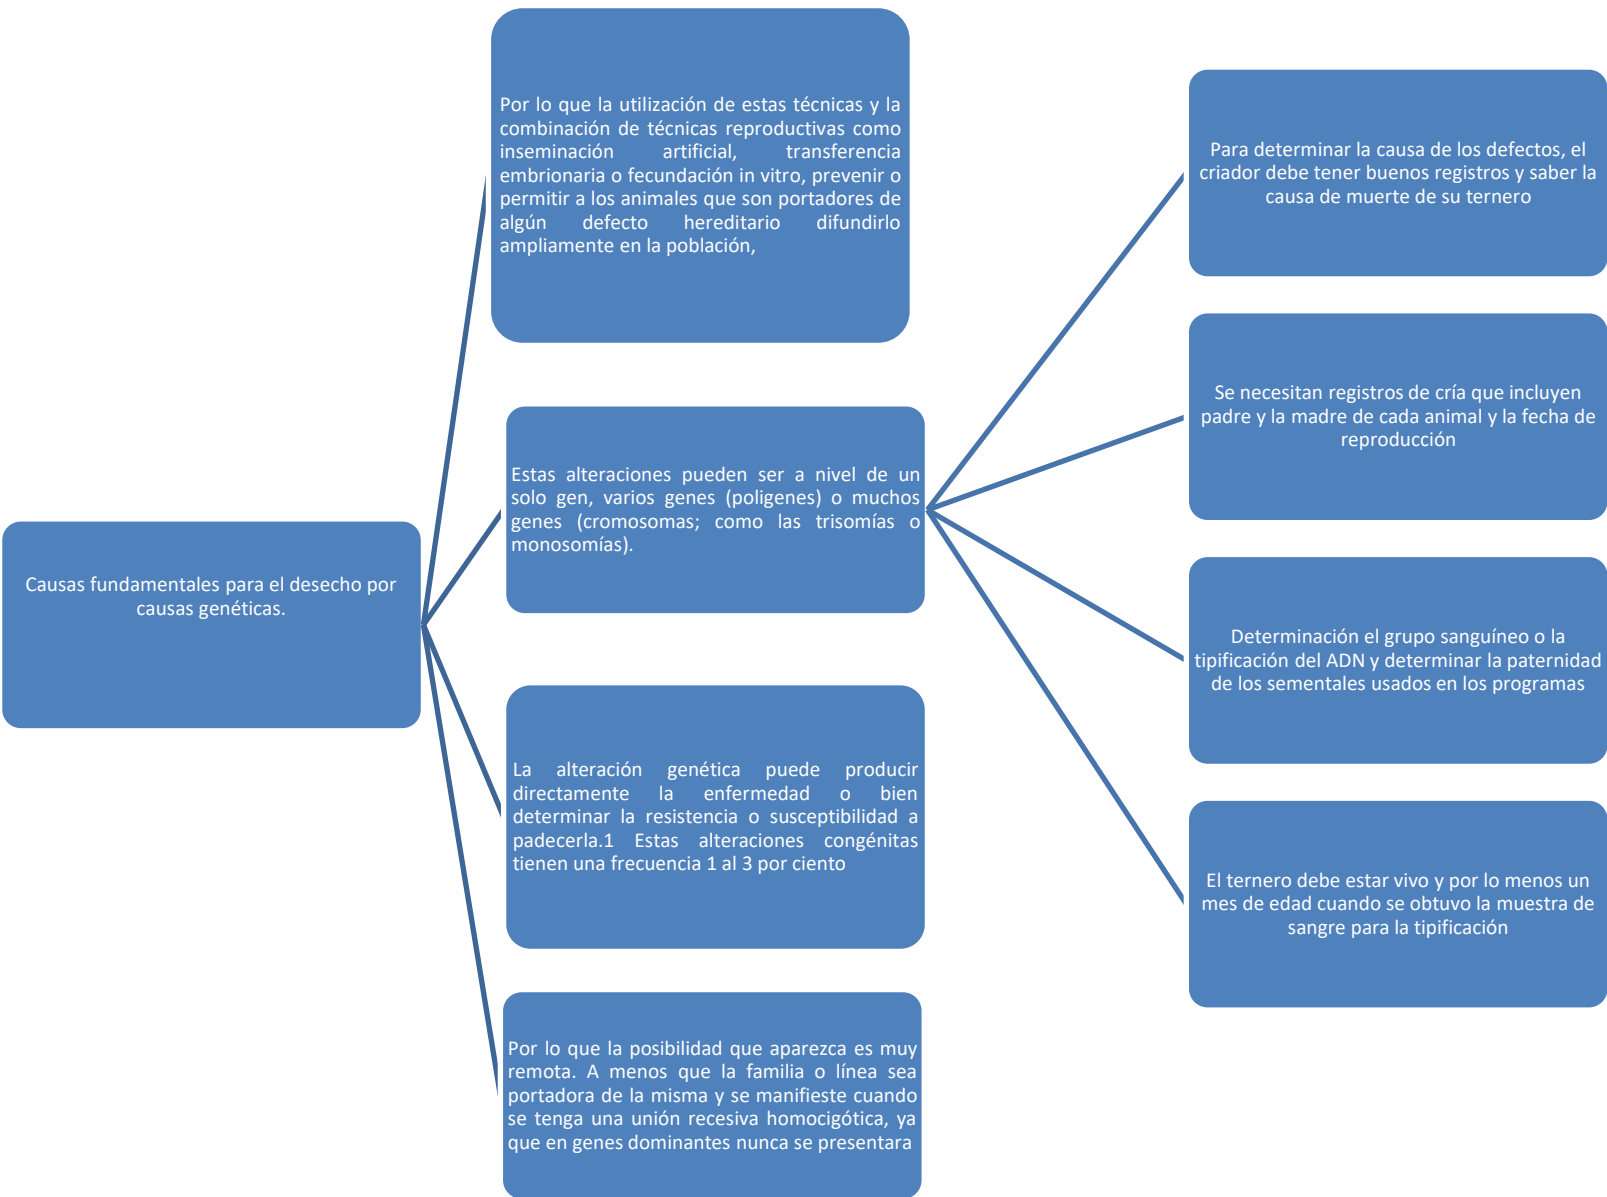 Causas fundamentales para el desecho por
causas genéticas.
Por lo que la utilización de estas técnicas y la
combinación de técnicas reproductivas como
inseminación artificial, transferencia
embrionaria o fecundación in vitro, prevenir o
permitir a los animales que son portadores de
algún defecto hereditario difundirlo
ampliamente en la población,
Estas alteraciones pueden ser a nivel de un
solo gen, varios genes (poligenes) o muchos
genes (cromosomas; como las trisomías o
monosomías).
La alteración genética puede producir
directamente la enfermedad o bien
determinar la resistencia o susceptibilidad a
padecerla.1 Estas alteraciones congénitas
tienen una frecuencia 1 al 3 por ciento
Por lo que la posibilidad que aparezca es muy
remota. A menos que la familia o línea sea
portadora de la misma y se manifieste cuando
se tenga una unión recesiva homocigótica, ya
que en genes dominantes nunca se presentara
Para determinar la causa de los defectos, el
criador debe tener buenos registros y saber la
causa de muerte de su ternero
Se necesitan registros de cría que incluyen
padre y la madre de cada animal y la fecha de
reproducción
Determinación el grupo sanguíneo o la
tipificación del ADN y determinar la paternidad
de los sementales usados en los programas
El ternero debe estar vivo y por lo menos un
mes de edad cuando se obtuvo la muestra de
sangre para la tipificación